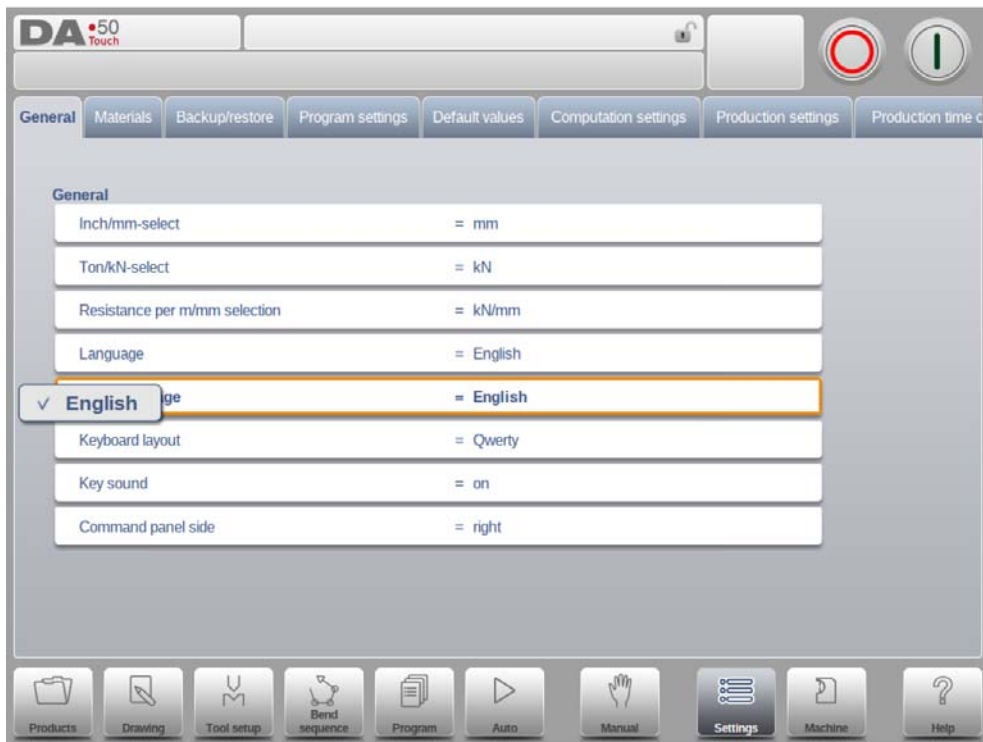 DA•50
Touch
General Materials Backup/restore Program settings Default values Computation settings Production settings Production time c
General
Inch/mm-select = mm
Ton/kN-select = kN
Resistance per m/mm selection = kN/mm
Language = English
✓ English ge = English
Keyboard layout = Qwerty
Key sound = on
Command panel side = right
Products Drawing Tool setup Bend sequence Program Auto Manual Settings Machine Help